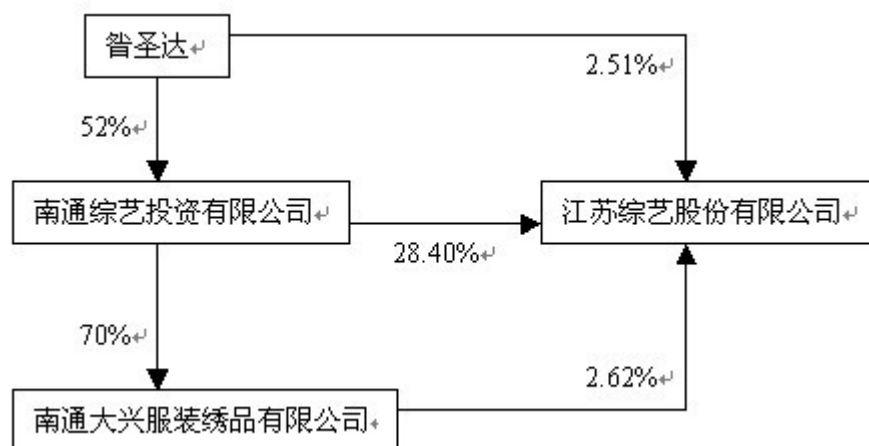 昝圣达
2.51%
52%
南通综艺投资有限公司
江苏综艺股份有限公司
28.40%
70%
2.62%
南通大兴服装绣品有限公司